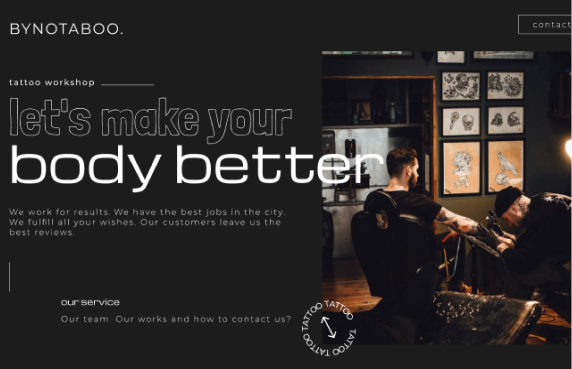 BYNOTABOO.
contact
tattoo workshop
let's make your
body better
We work for results. We have the best jobs in the city.
We fulfill all your wishes. Our customers leave us the
best reviews.
our service
Our team. Our works and how to contact us?
TATTOO TATTOO TATTOO TATTOO